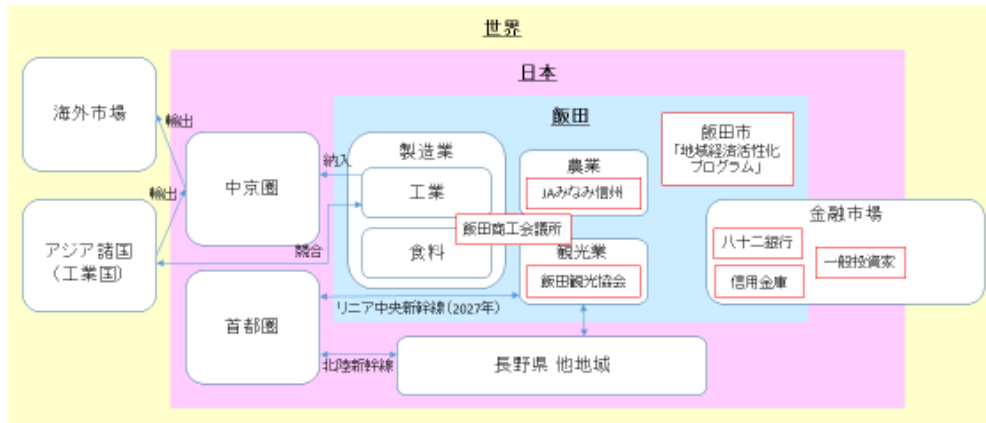 世界
日本
飯田
海外市場
輸出
輸出
中京圏
アジア諸国
(工業国)
首都圏
納入
競合
製造業
工業
食料
飯田商工会議所
農業
JAみなみ信州
観光業
飯田観光協会
飯田市
「地域経済活性化
プログラム」
金融市場
八十二銀行
信用金庫
一般投資家
リニア中央新幹線(2027年)
北陸新幹線
長野県 他地域